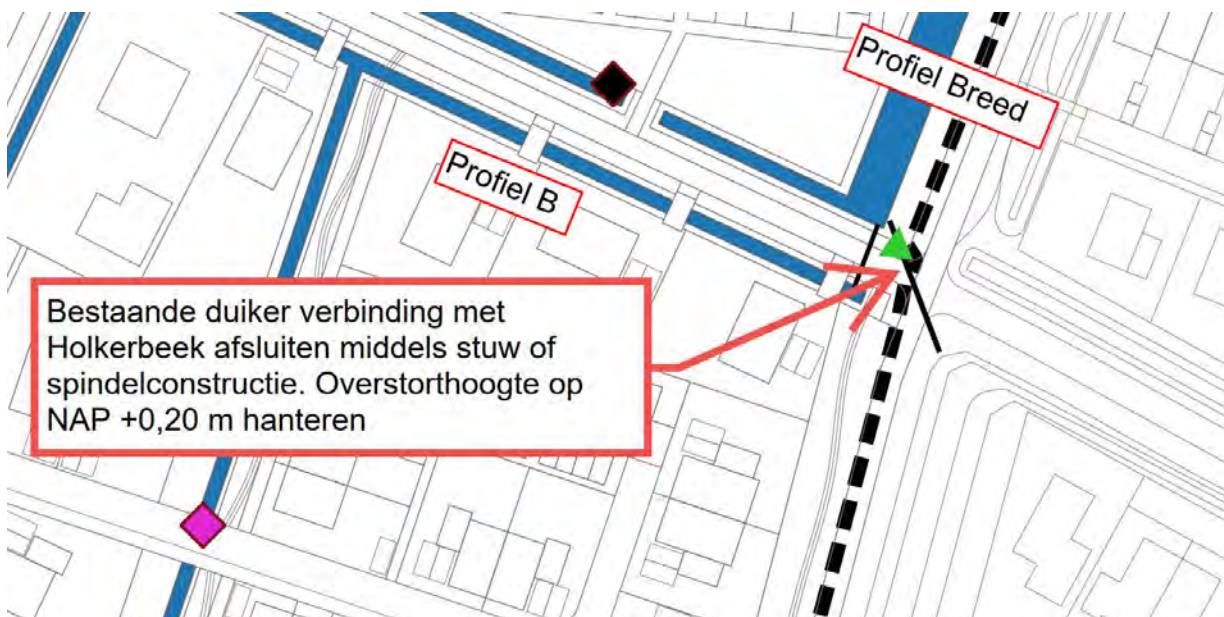 Profiel Breed
Profiel B
Bestaande duiker verbinding met
Holkerbeek afsluiten middels stuw of
spindelconstructie. Overstorthoogte op
NAP +0,20 m hanteren